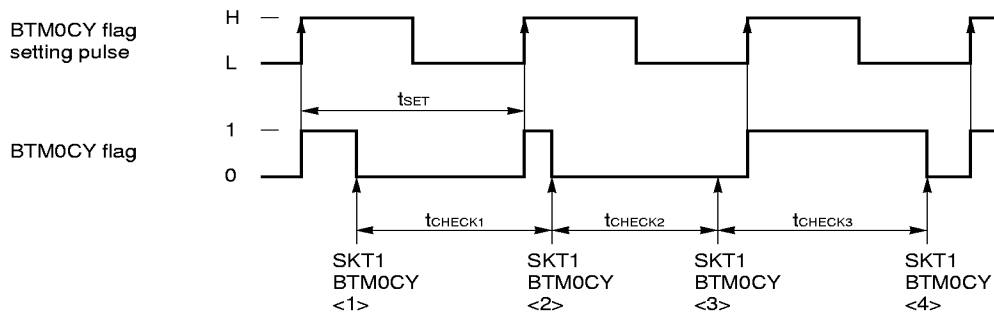 BTM0CY flag
setting pulse
H
L
tSET
BTM0CY flag
1
0
tCHECK1
tCHECK2
tCHECK3
SKT1
BTM0CY
<1>
SKT1
BTM0CY
<2>
SKT1
BTM0CY
<3>
SKT1
BTM0CY
<4>